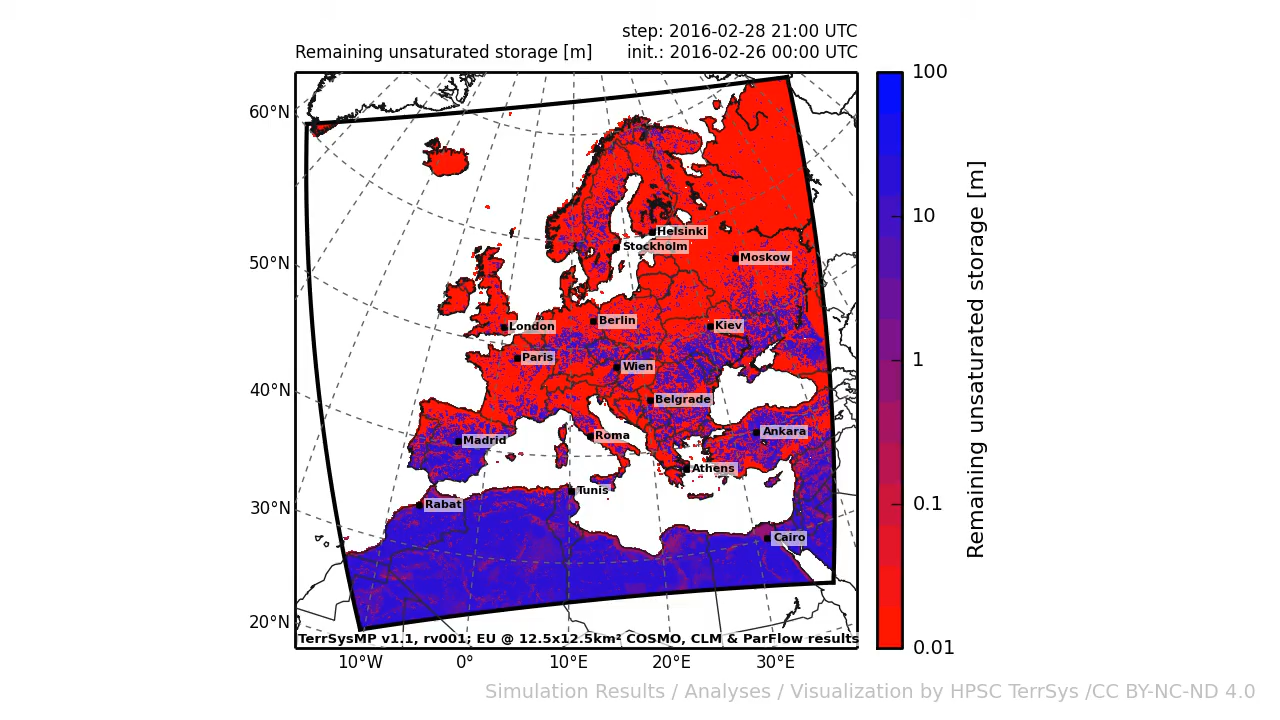 step: 2016-02-28 21:00 UTC
Remaining unsaturated storage [m] init.: 2016-02-26 00:00 UTC
60°N
50°N
40°N
30°N
20°N
Helsinki
Stockholm
Moskow
London
Berlin
Kiev
Paris
Wien
Belgrade
Madrid
Roma
Ankara
Athens
Tunis
Rabat
Cairo
TerrSysMP v1.1, rv001; EU @ 12.5x12.5km² COSMO, CLM & ParFlow results
10°W 0° 10°E 20°E 30°E
100
10
1
0.1
0.01
Remaining unsaturated storage [m]
Simulation Results / Analyses / Visualization by HPSC TerrSys /CC BY-NC-ND 4.0